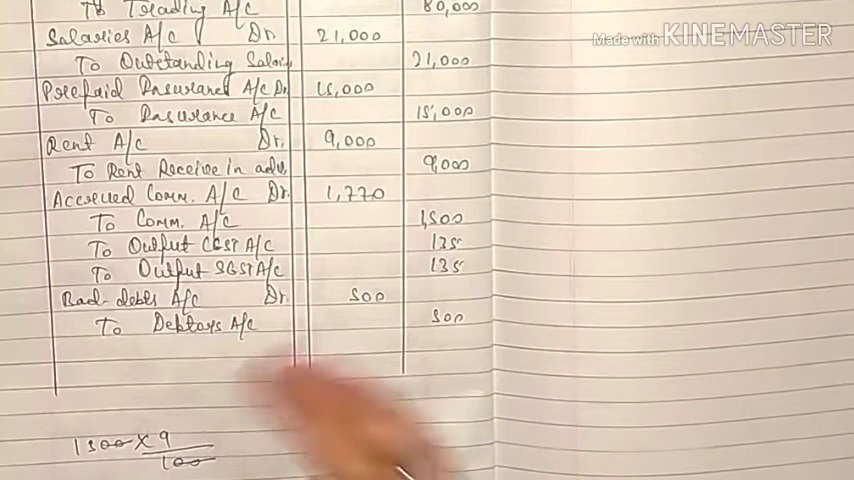 To Trading A/C 80,000
Made with KINEMASTER
Salaries A/C Dr. 21,000
To Outstanding Salary 21,000
Prepaid Insurance A/C Dr. 15,000
To Insurance A/C 15,000
Rent A/C Dr. 9,000
To Rent Receive in adv. 9,000
Accrued Comm. A/C Dr. 1,770
To Comm. A/C 1,500
To Output CGST A/C 135
To Output SGST A/C 135
Bad-debts A/C Dr. 500
To Debtors A/C 500
1500 X 9
100